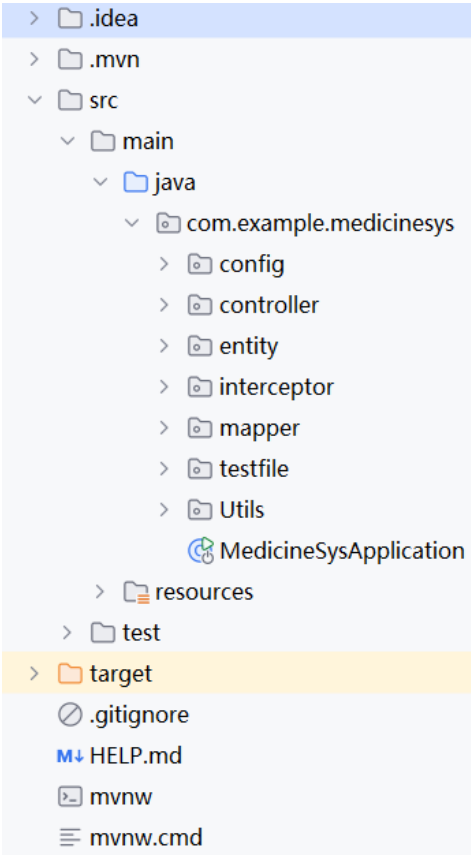 .idea
.mvn
src
main
java
com.example.medicinesys
config
controller
entity
interceptor
mapper
testfile
Utils
MedicineSysApplication
resources
test
target
.gitignore
M↓ HELP.md
mvnw
mvnw.cmd